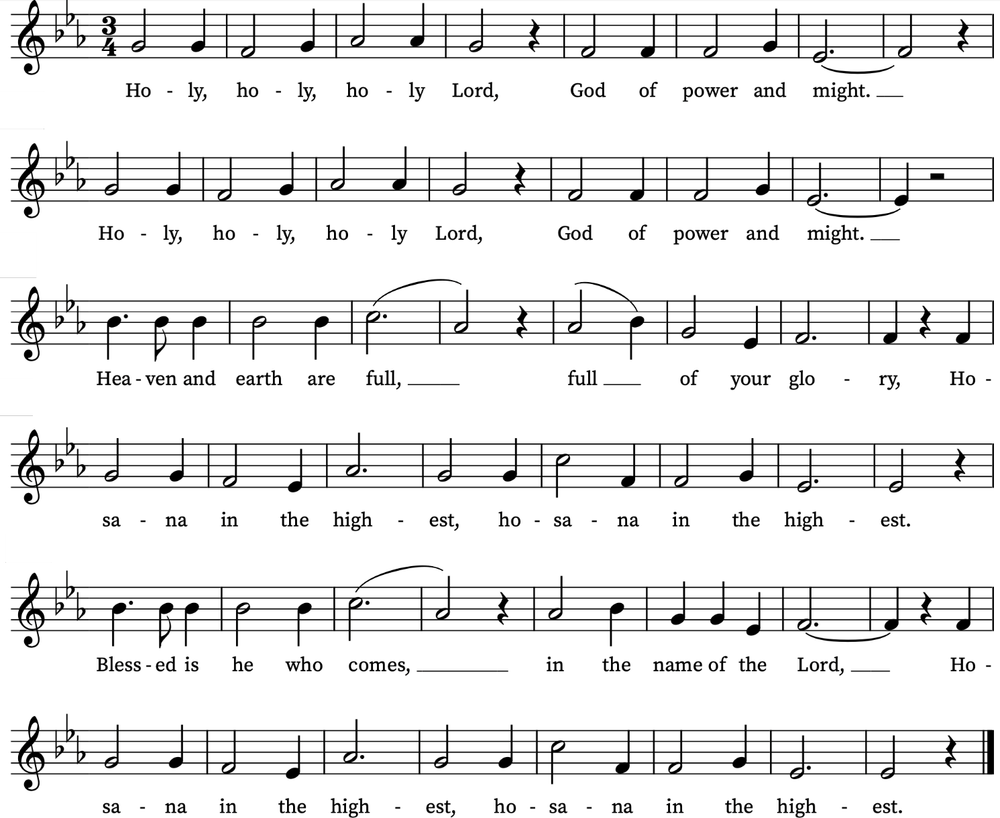 3
4
Ho - ly, ho - ly, ho - ly Lord, God of power and might.
Ho - ly, ho - ly, ho - ly Lord, God of power and might.
Hea - ven and earth are full, full of your glo - ry, Ho -
sa - na in the high - est, ho - sa - na in the high - est.
Bless - ed is he who comes, in the name of the Lord, Ho -
sa - na in the high - est, ho - sa - na in the high - est.